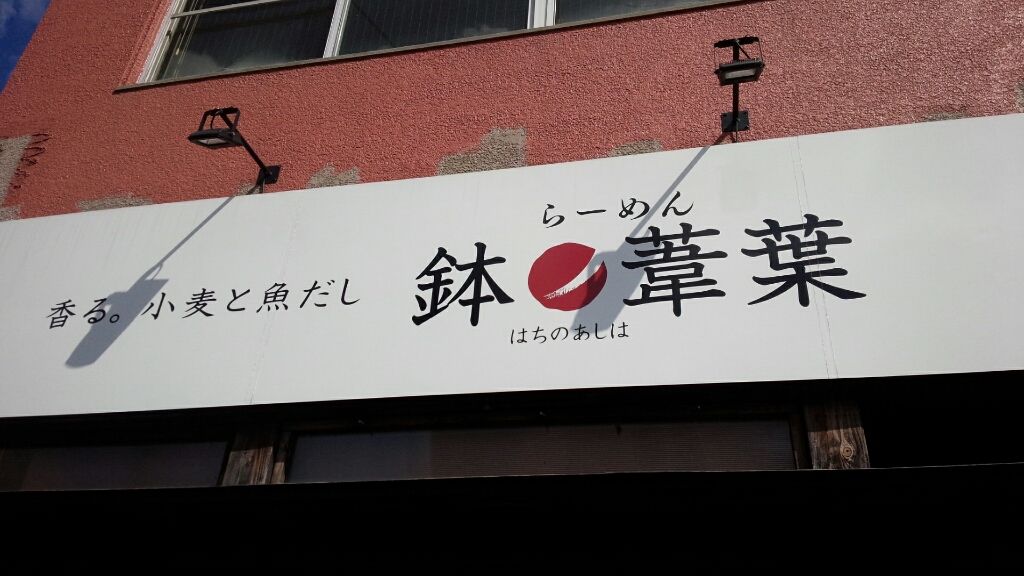 香る。小麦と魚だし
らーめん
鉢の葦葉
はちのあしは